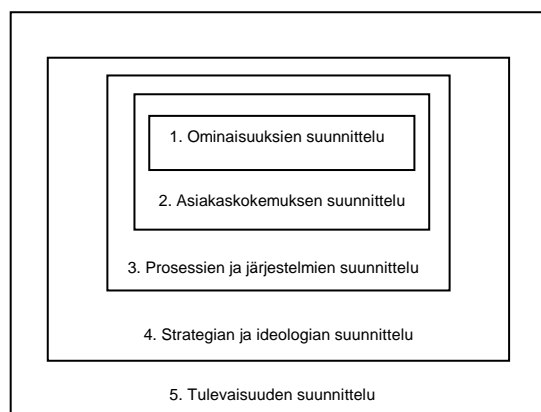 1. Ominaisuuksien suunnittelu
2. Asiakaskokemuksen suunnittelu
3. Prosessien ja järjestelmien suunnittelu
4. Strategian ja ideologian suunnittelu
5. Tulevaisuuden suunnittelu